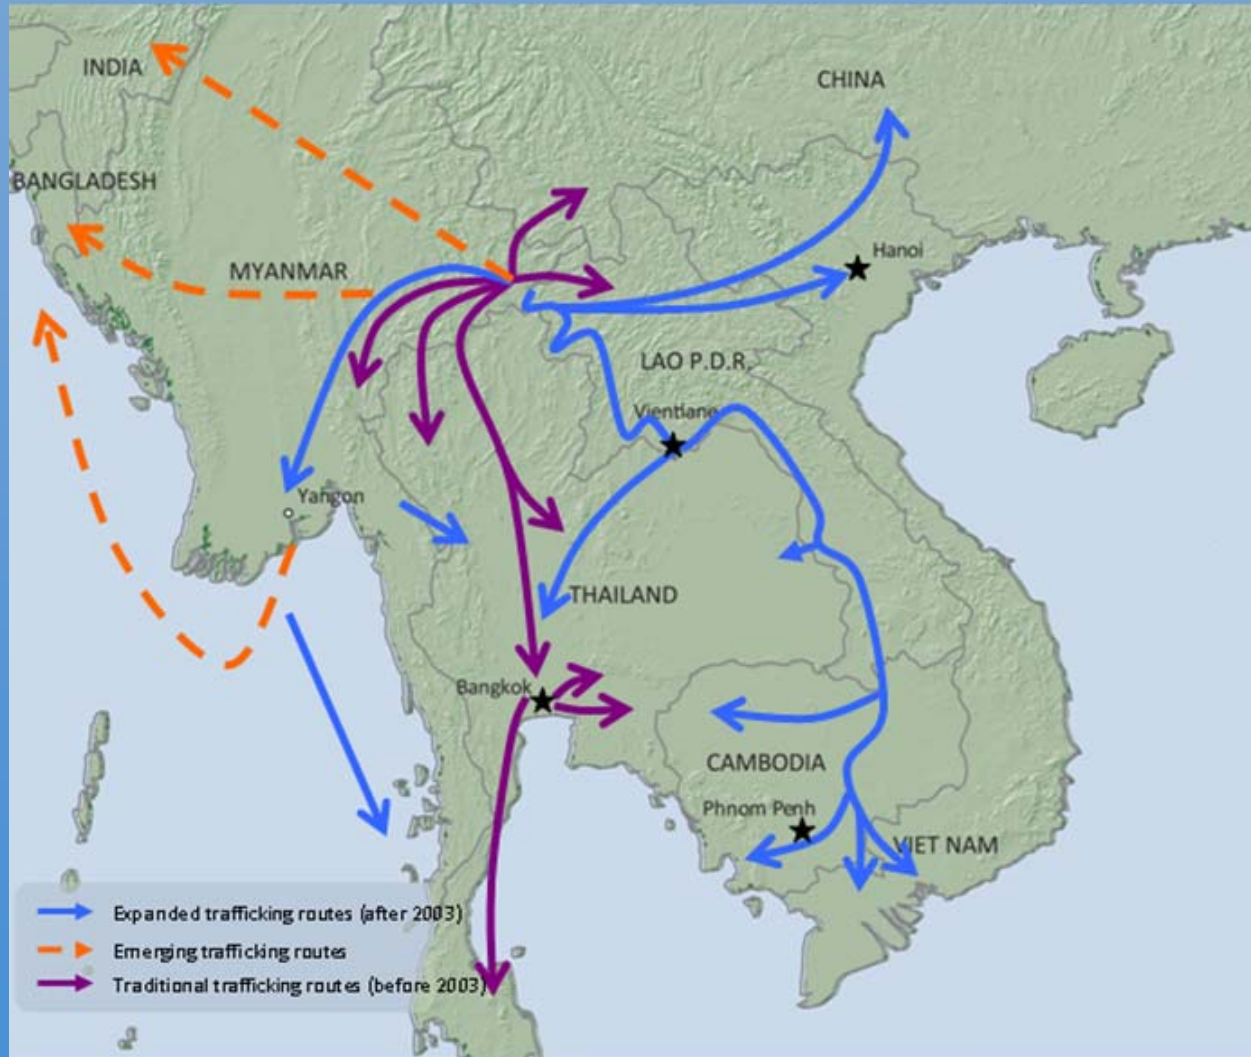 CHINA
INDIA
BANGLADESH
Hanoi
MYANMAR
LAO P.D.R.
Vientiane
Yangon
THAILAND
Bangkok
CAMBODIA
Phnom Penh
VIET NAM
Expanded trafficking routes (after 2003)
Emerging trafficking routes
Traditional trafficking routes (before 2003)